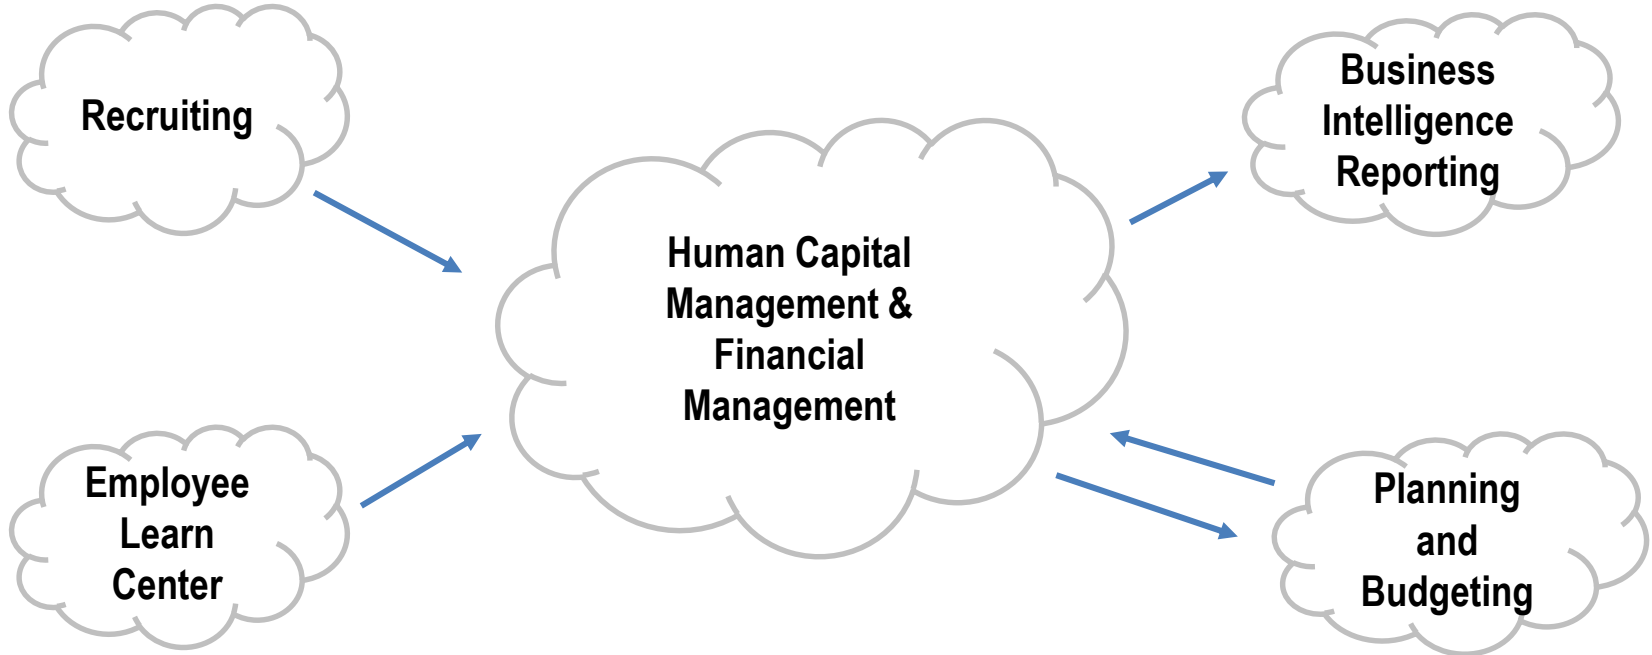 Recruiting
Business
Intelligence
Reporting
Human Capital
Management &
Financial
Management
Employee
Learn
Center
Planning
and
Budgeting